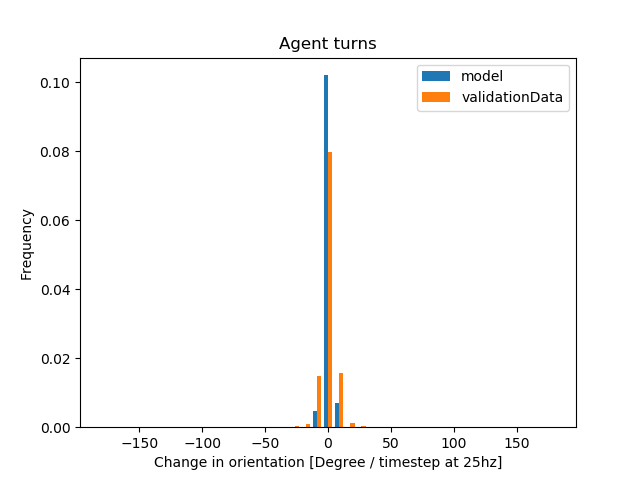 Agent turns
model
validationData
Frequency
0.10
0.08
0.06
0.04
0.02
0.00
−150
−100
−50
0
50
100
150
Change in orientation [Degree / timestep at 25hz]